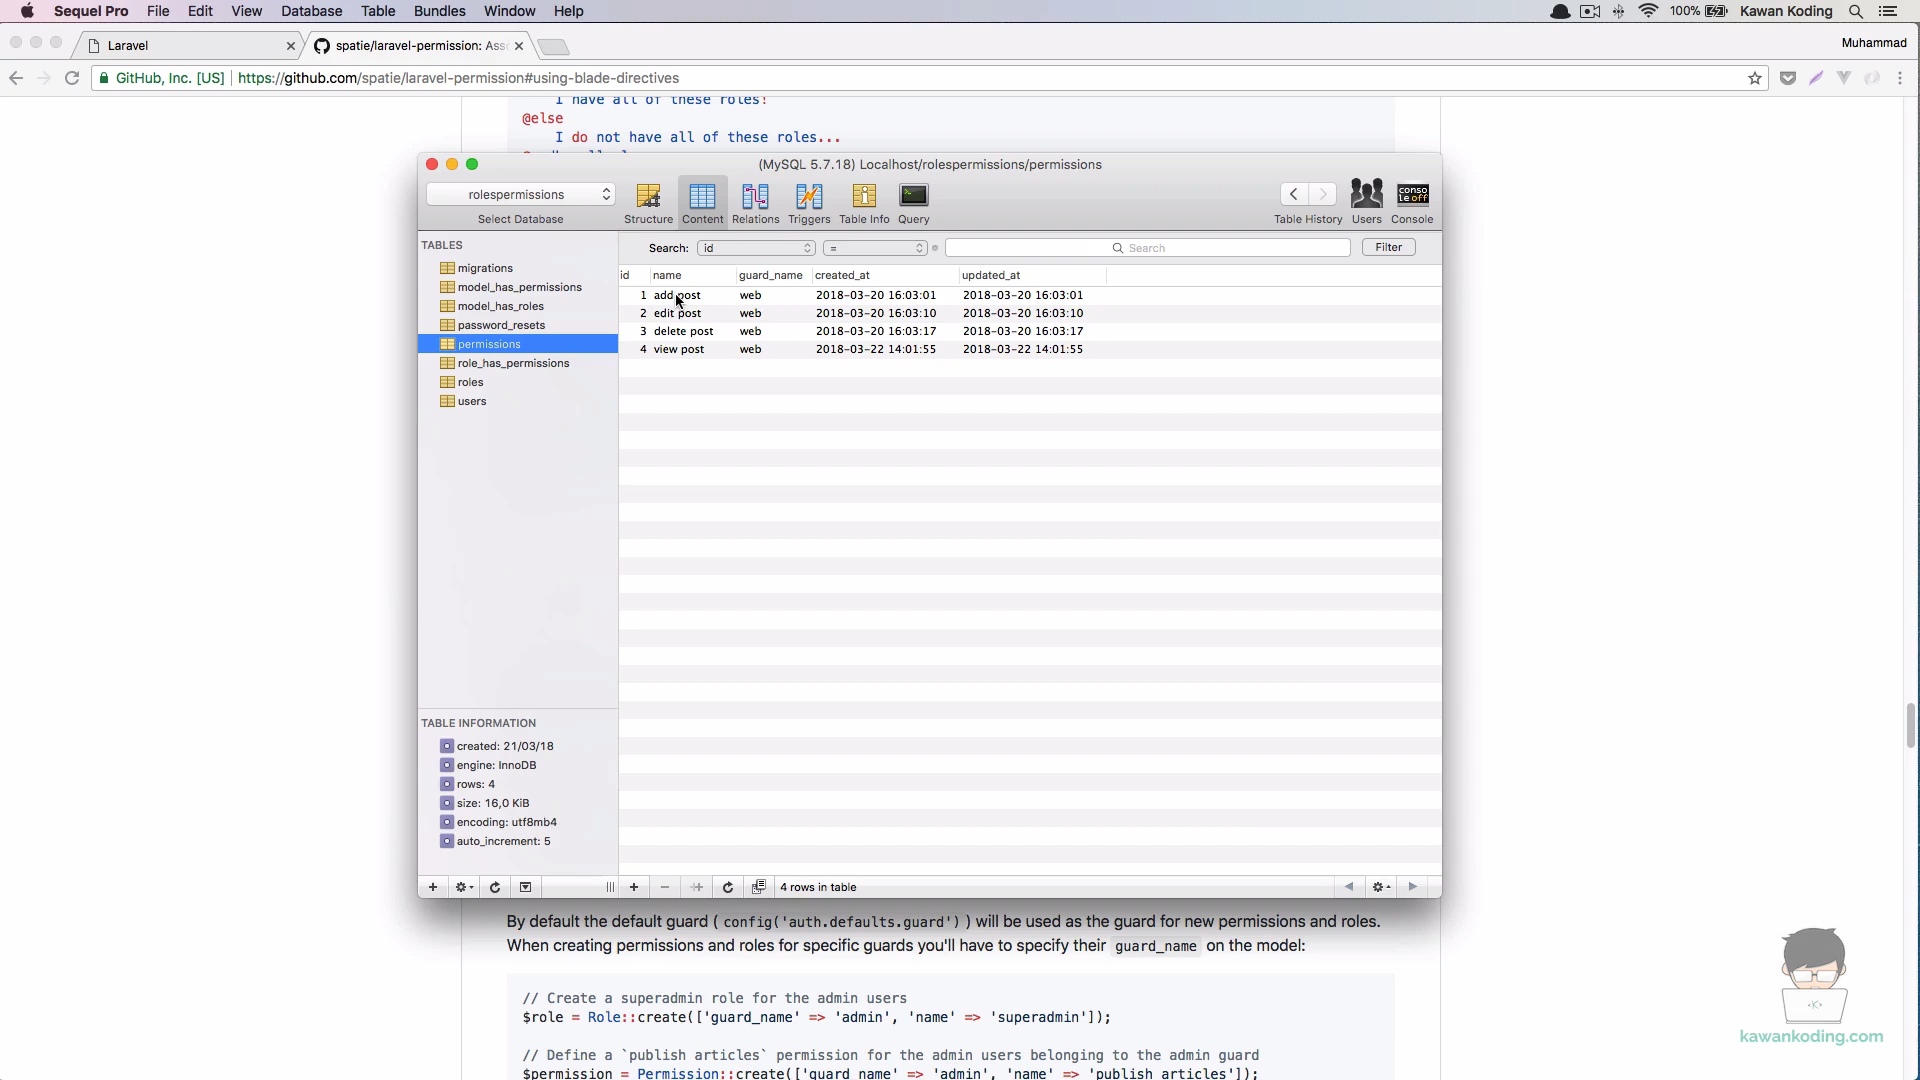 Sequel Pro File Edit View Database Table Bundles Window Help 100% Kawan Koding
Laravel
spatie/laravel-permission: Ass
Muhammad
GitHub, Inc. [US] https://github.com/spatie/laravel-permission#using-blade-directives
I have all of these roles!
@else
I do not have all of these roles...
(MySQL 5.7.18) Localhost/rolespermissions/permissions
rolespermissions
Select Database Structure Content Relations Triggers Table Info Query Table History Users Console
conso
le off
TABLES
migrations
model_has_permissions
model_has_roles
password_resets
permissions
role_has_permissions
roles
users
Search: id = Search Filter
id name guard_name created_at updated_at
1 add post web 2018-03-20 16:03:01 2018-03-20 16:03:01
2 edit post web 2018-03-20 16:03:10 2018-03-20 16:03:10
3 delete post web 2018-03-20 16:03:17 2018-03-20 16:03:17
4 view post web 2018-03-22 14:01:55 2018-03-22 14:01:55
TABLE INFORMATION
created: 21/03/18
engine: InnoDB
rows: 4
size: 16,0 KiB
encoding: utf8mb4
auto_increment: 5
4 rows in table
By default the default guard ( config('auth.defaults.guard') ) will be used as the guard for new permissions and roles.
When creating permissions and roles for specific guards you'll have to specify their guard_name on the model:
// Create a superadmin role for the admin users
$role = Role::create(['guard_name' => 'admin', 'name' => 'superadmin']);
// Define a `publish articles` permission for the admin users belonging to the admin guard
$permission = Permission::create(['guard_name' => 'admin', 'name' => 'publish articles']);
<K>
kawankoding.com